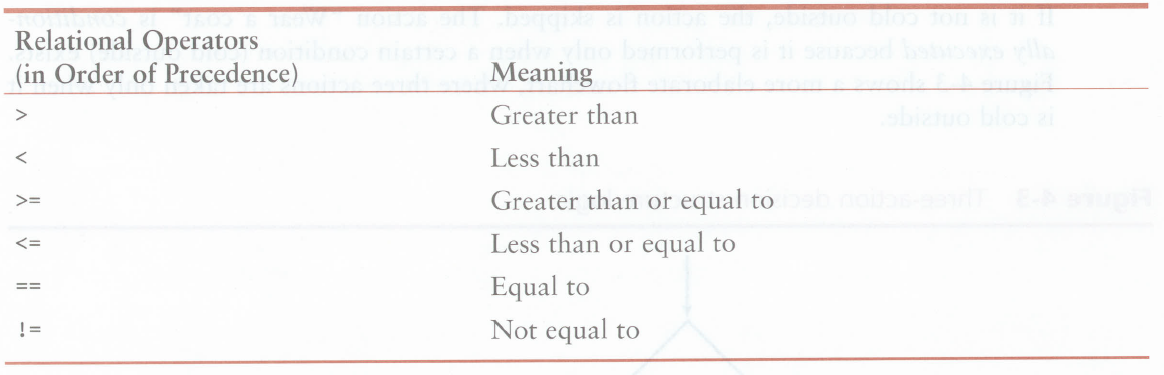 Relational Operators
(in Order of Precedence) Meaning
> Greater than
< Less than
>= Greater than or equal to
<= Less than or equal to
== Equal to
!= Not equal to